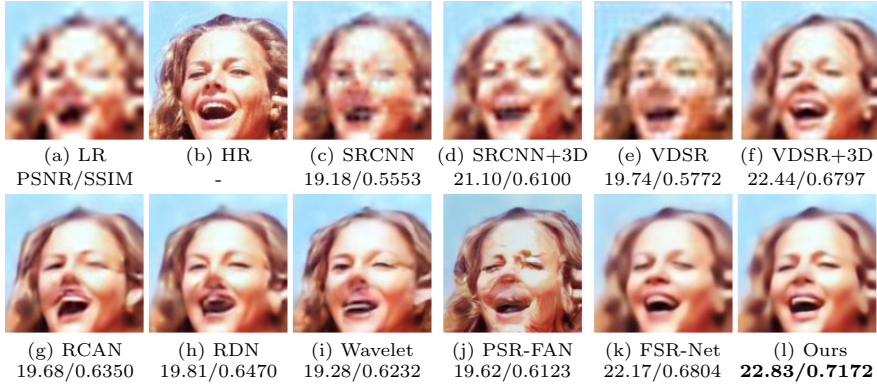 (a) LR (b) HR (c) SRCNN (d) SRCNN+3D (e) VDSR (f) VDSR+3D
PSNR/SSIM - 19.18/0.5553 21.10/0.6100 19.74/0.5772 22.44/0.6797
(g) RCAN (h) RDN (i) Wavelet (j) PSR-FAN (k) FSR-Net (l) Ours
19.68/0.6350 19.81/0.6470 19.28/0.6232 19.62/0.6123 22.17/0.6804 22.83/0.7172